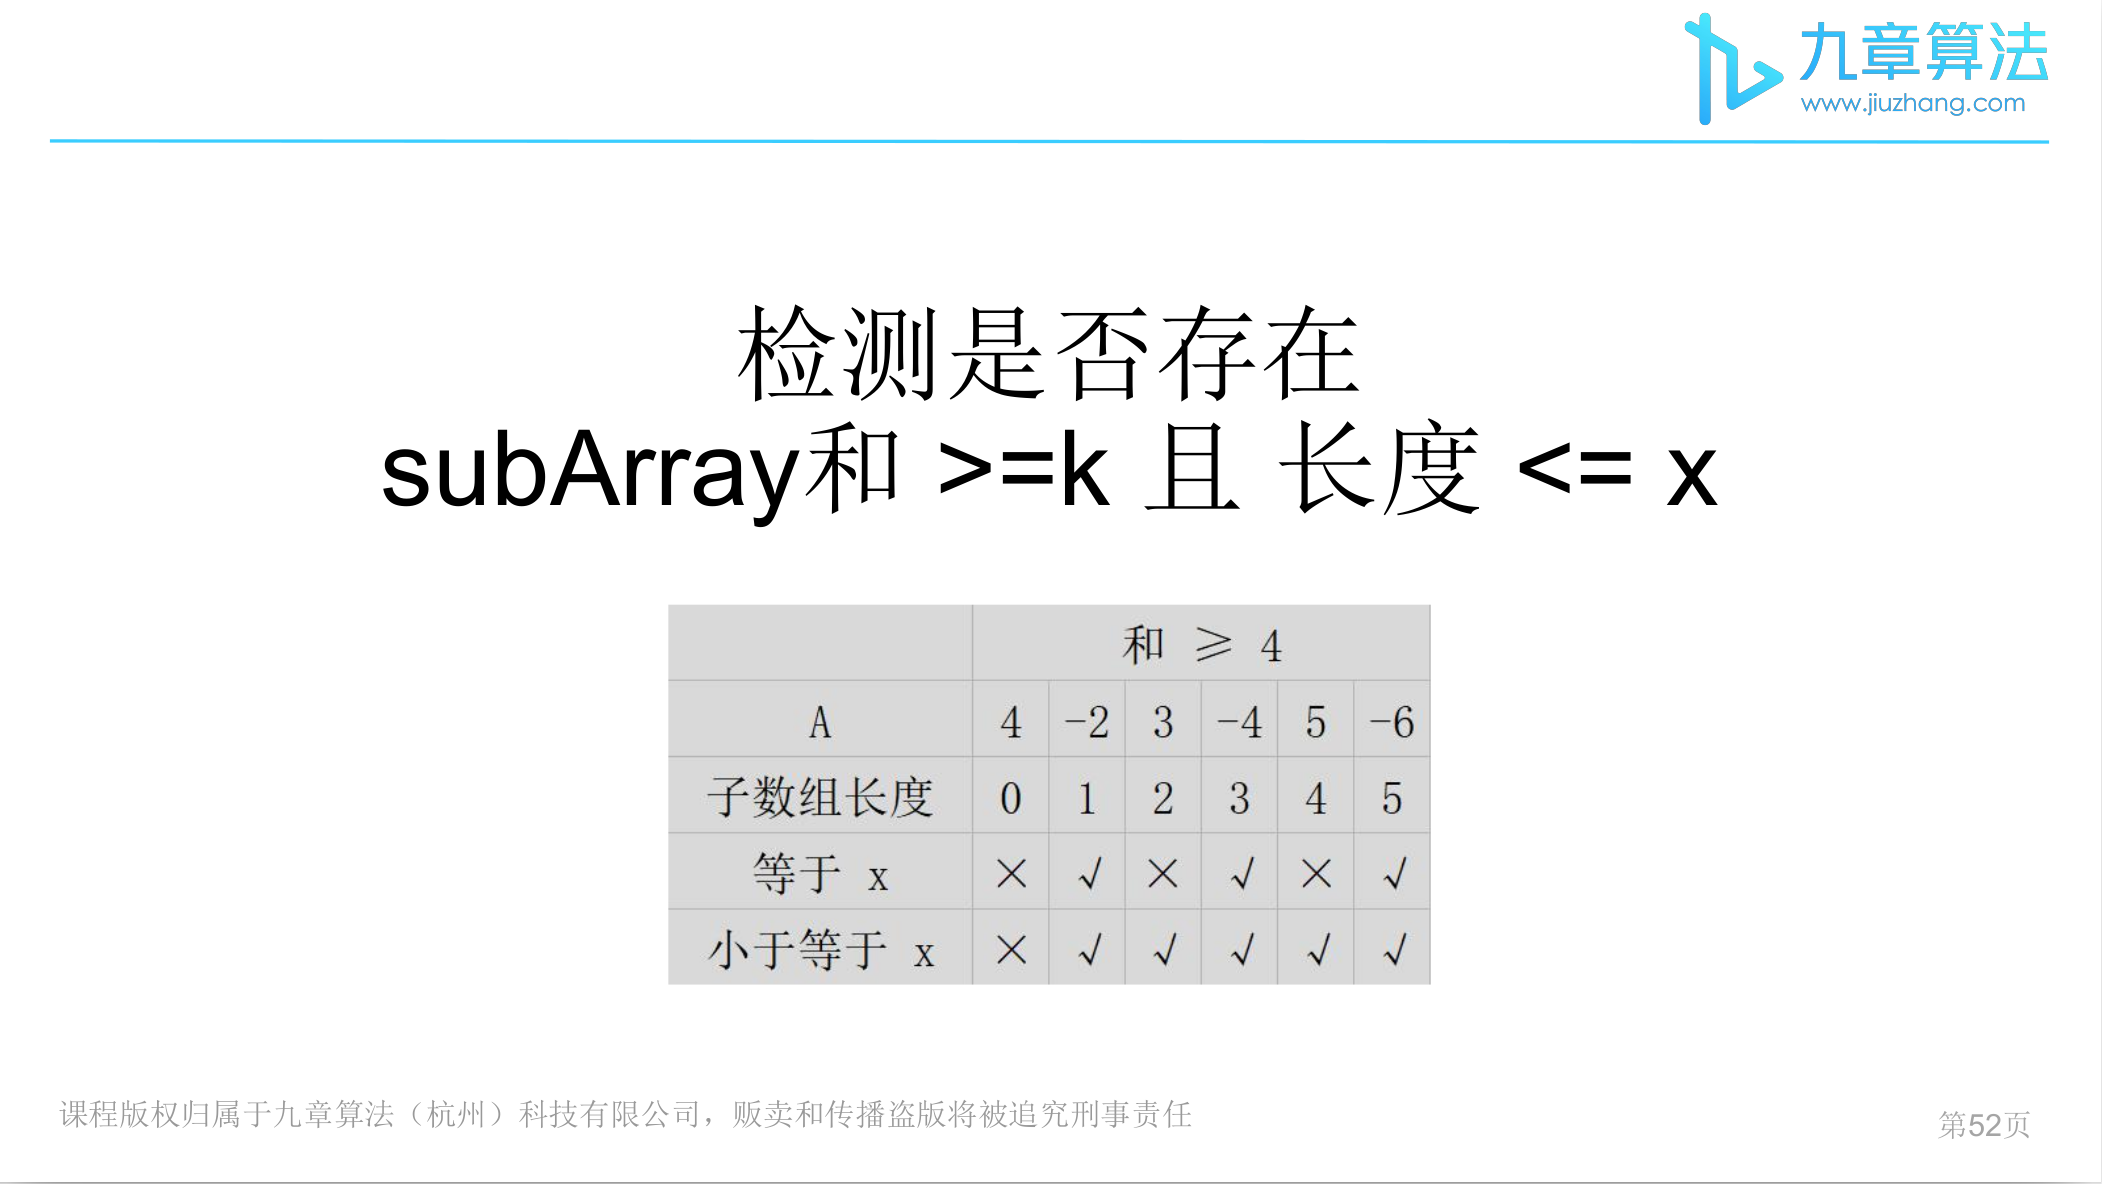 九章算法
www.jiuzhang.com
检测是否存在
subArray和 >=k 且 长度 <= x
和 ≥ 4
A 4 -2 3 -4 5 -6
子数组长度 0 1 2 3 4 5
等于 x × √ × √ × √
小于等于 x × √ √ √ √ √
课程版权归属于九章算法（杭州）科技有限公司，贩卖和传播盗版将被追究刑事责任
第52页